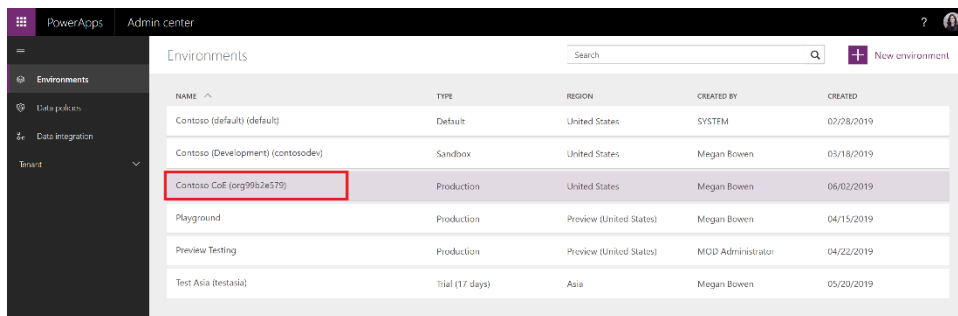 PowerApps Admin center ?
Environments Search New environment
Environments
Data policies
Data integration
Tenant
NAME TYPE REGION CREATED BY CREATED
Contoso (default) (default) Default United States SYSTEM 02/28/2019
Contoso (Development) (contosodev) Sandbox United States Megan Bowen 03/18/2019
Contoso CoE (org99b2e579) Production United States Megan Bowen 06/02/2019
Playground Production Preview (United States) Megan Bowen 04/15/2019
Preview Testing Production Preview (United States) MOD Administrator 04/22/2019
Test Asia (testasia) Trial (17 days) Asia Megan Bowen 05/20/2019